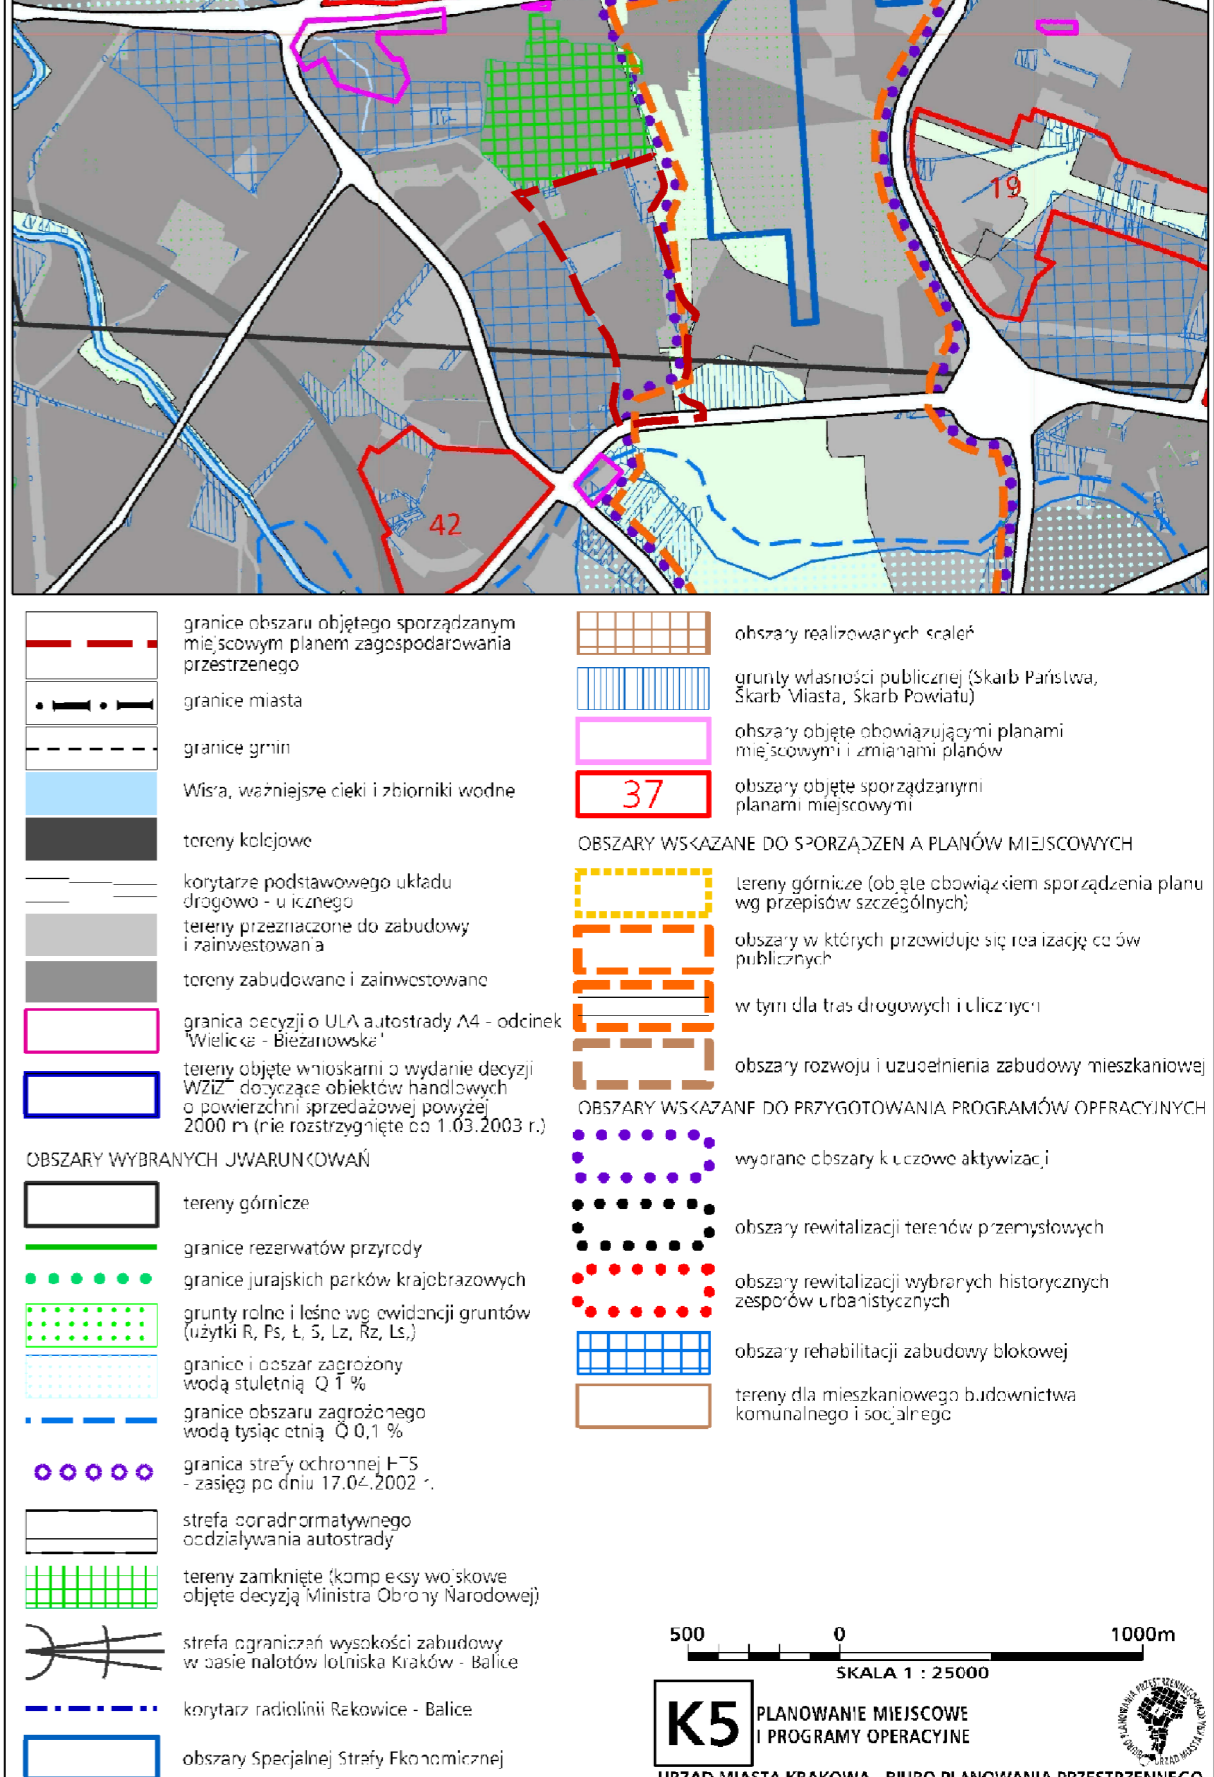 19
42
granice obszaru objętego sporządzanym
miejscowym planem zagospodarowania
przestrzenego
granice miasta
granice gmin
Wisła, ważniejsze cieki i zbiorniki wodne
tereny kolejowe
korytarze podstawowego układu
drogowo - ulicznego
tereny przeznaczone do zabudowy
i zainwestowania
tereny zabudowane i zainwestowane
granica decyzji o ULA autostrady A4 - odcinek
"Wielicka - Bieżanowska"
tereny objęte wnioskami o wydanie decyzji
WZiZT dotyczące obiektów handlowych
o powierzchni sprzedażowej powyżej
2000 m (nie rozstrzygnięte do 1.03.2003 r.)
OBSZARY WYBRANYCH UWARUNKOWAŃ
tereny górnicze
granice rezerwatów przyrody
granice jurajskich parków krajobrazowych
grunty rolne i leśne wg ewidencji gruntów
(użytki R, Ps, Ł, S, Lz, Rz, Ls,)
granice i obszar zagrożony
wodą stuletnią Q 1 %
granice obszaru zagrożonego
wodą tysiącletnią Q 0,1 %
granica strefy ochronnej HTS
- zasięg po dniu 17.04.2002 r.
strefa ponadnormatywnego
oddziaływania autostrady
tereny zamknięte (kompleksy wojskowe
objęte decyzją Ministra Obrony Narodowej)
strefa ograniczeń wysokości zabudowy
w pasie nalotów lotniska Kraków - Balice
korytarz radiolinii Rakowice - Balice
obszary Specjalnej Strefy Ekonomicznej
obszary realizowanych scaleń
grunty własności publicznej (Skarb Państwa,
Skarb Miasta, Skarb Powiatu)
obszary objęte obowiązującymi planami
miejscowymi i zmianami planów
37
obszary objęte sporządzanymi
planami miejscowymi
OBSZARY WSKAZANE DO SPORZĄDZENIA PLANÓW MIEJSCOWYCH
tereny górnicze (objęte obowiązkiem sporządzenia planu
wg przepisów szczególnych)
obszary w których przewiduje się realizację celów
publicznych
w tym dla tras drogowych i ulicznych
obszary rozwoju i uzupełnienia zabudowy mieszkaniowej
OBSZARY WSKAZANE DO PRZYGOTOWANIA PROGRAMÓW OPERACYJNYCH
wybrane obszary kluczowe aktywizacji
obszary rewitalizacji terenów przemysłowych
obszary rewitalizacji wybranych historycznych
zesporów urbanistycznych
obszary rehabilitacji zabudowy blokowej
tereny dla mieszkaniowego budownictwa
komunalnego i socjalnego
500 0 1000m
SKALA 1 : 25000
K5
PLANOWANIE MIEJSCOWE
I PROGRAMY OPERACYJNE
URZĄD MIASTA KRAKOWA - BIURO PLANOWANIA PRZESTRZENNEGO